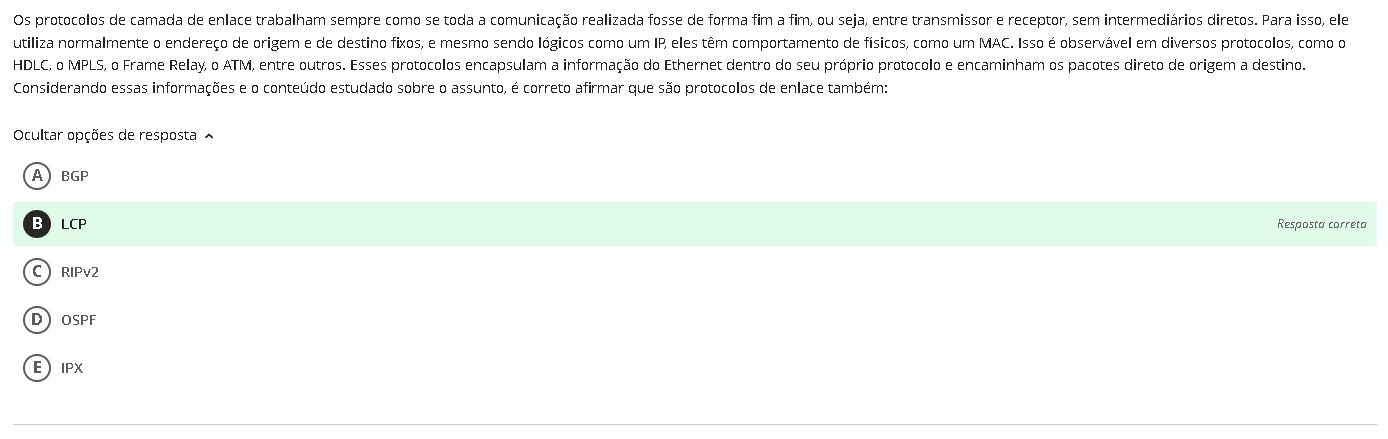 Os protocolos de camada de enlace trabalham sempre como se toda a comunicação realizada fosse de forma fim a fim, ou seja, entre transmissor e receptor, sem intermediários diretos. Para isso, ele
utiliza normalmente o endereço de origem e de destino fixos, e mesmo sendo lógicos como um IP, eles têm comportamento de físicos, como um MAC. Isso é observável em diversos protocolos, como o
HDLC, o MPLS, o Frame Relay, o ATM, entre outros. Esses protocolos encapsulam a informação do Ethernet dentro do seu próprio protocolo e encaminham os pacotes direto de origem a destino.
Considerando essas informações e o conteúdo estudado sobre o assunto, é correto afirmar que são protocolos de enlace também:
Ocultar opções de resposta
A BGP
B LCP Resposta correta
C RIPv2
D OSPF
E IPX